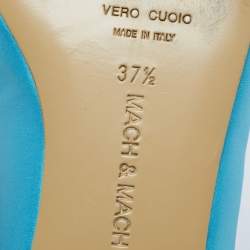 VERO CUOIO
MADE IN ITALY
37½
MACH & MACH